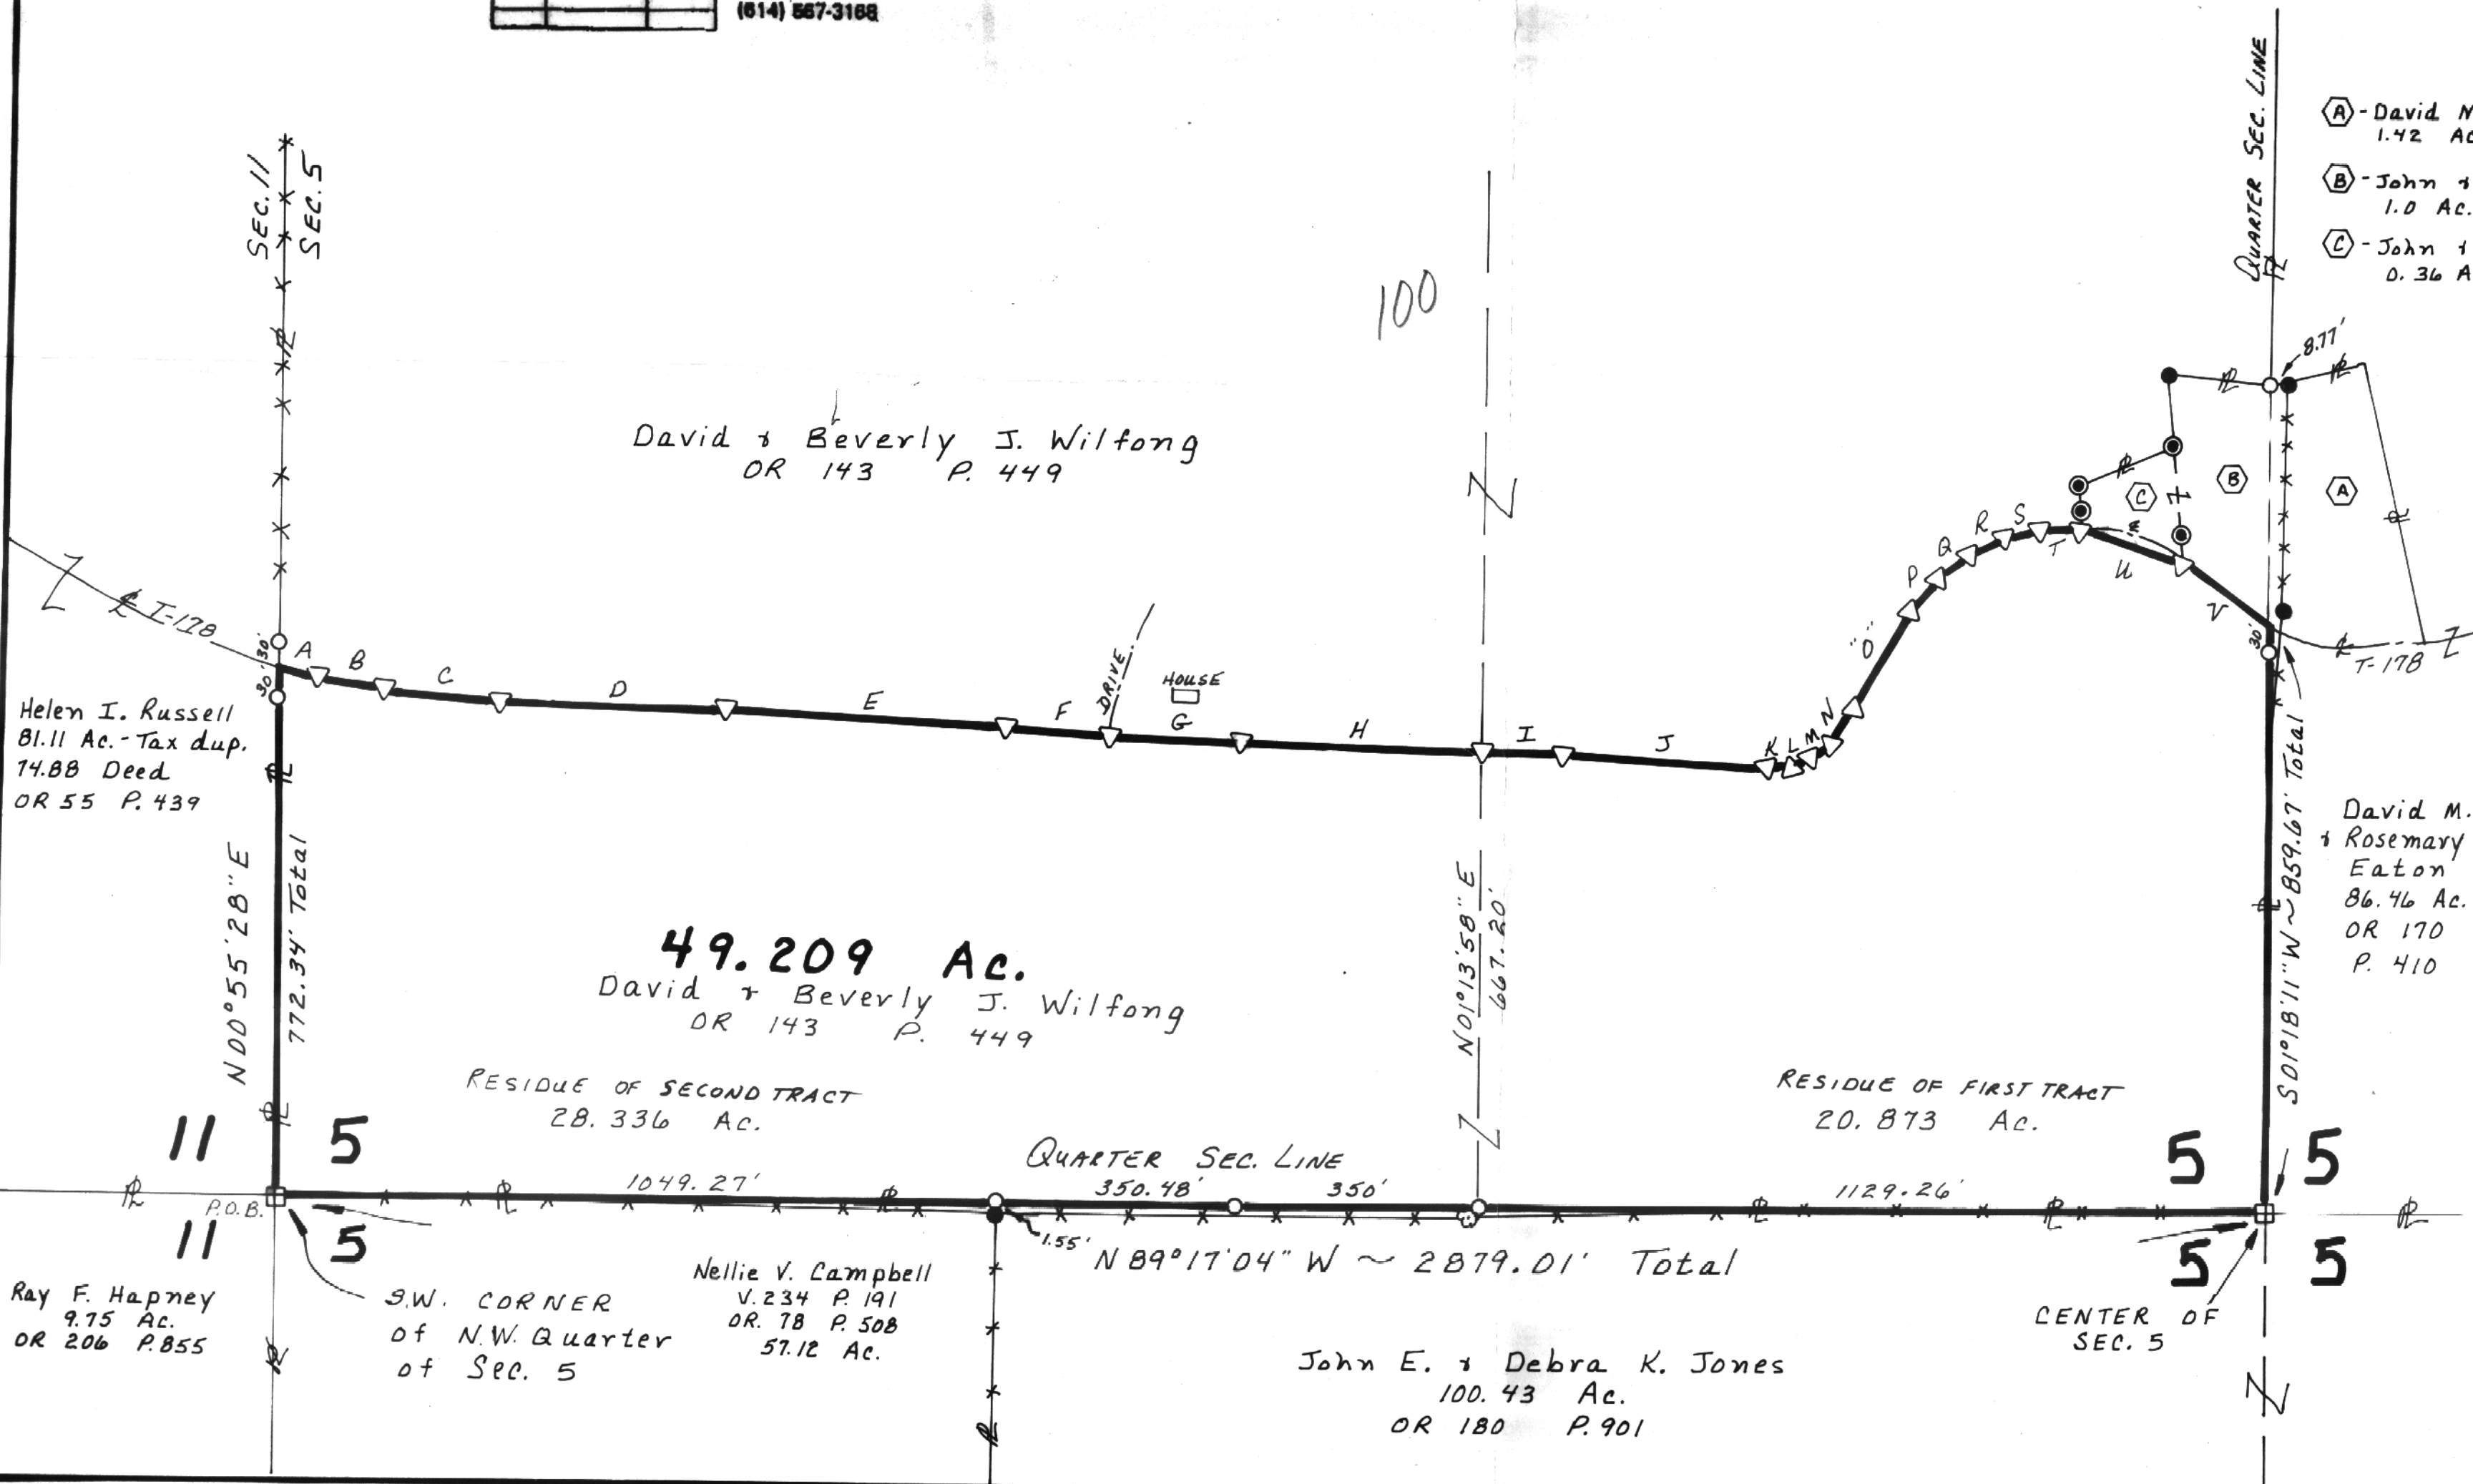 (614) 567-3168
QUARTER SEC. LINE
A - David
1.42 Ac
B - John &
1.0 Ac.
C - John &
0.36 A
SEC. 11
SEC. 5
100
8.77'
David & Beverly J. Wilfong
OR 143 P. 449
B
C
A
℄ T-178
30'
30'
A B C D E F G H I J K L M N "O" P Q R S T U V
DRIVE
HOUSE
30'
℄
T-178
Helen I. Russell
81.11 Ac. - Tax dup.
74.88 Deed
OR 55 P. 439
N 00° 55' 28" E
772.34' Total
N 01° 13' 58" E
667.20'
S 01° 18' 11" W ~ 859.67' Total
David M.
& Rosemary
Eaton
86.46 Ac.
OR 170
P. 410
49.209 Ac.
David & Beverly J. Wilfong
OR 143 P. 449
RESIDUE OF SECOND TRACT
28.336 Ac.
RESIDUE OF FIRST TRACT
20.873 Ac.
11 5
5 5
QUARTER SEC. LINE
1049.27' 350.48' 350' 1129.26'
P.O.B.
11 5
5 5
1.55'
N 89° 17' 04" W ~ 2879.01' Total
Ray F. Hapney
9.75 Ac.
OR 206 P. 855
S.W. CORNER
of N.W. Quarter
of Sec. 5
Nellie V. Campbell
V. 234 P. 191
OR. 78 P. 508
57.12 Ac.
John E. & Debra K. Jones
100.43 Ac.
OR 180 P. 901
CENTER OF
SEC. 5